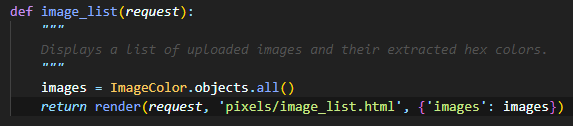 def image_list(request):
    """
    Displays a list of uploaded images and their extracted hex colors.
    """
    images = ImageColor.objects.all()
    return render(request, 'pixels/image_list.html', {'images': images})